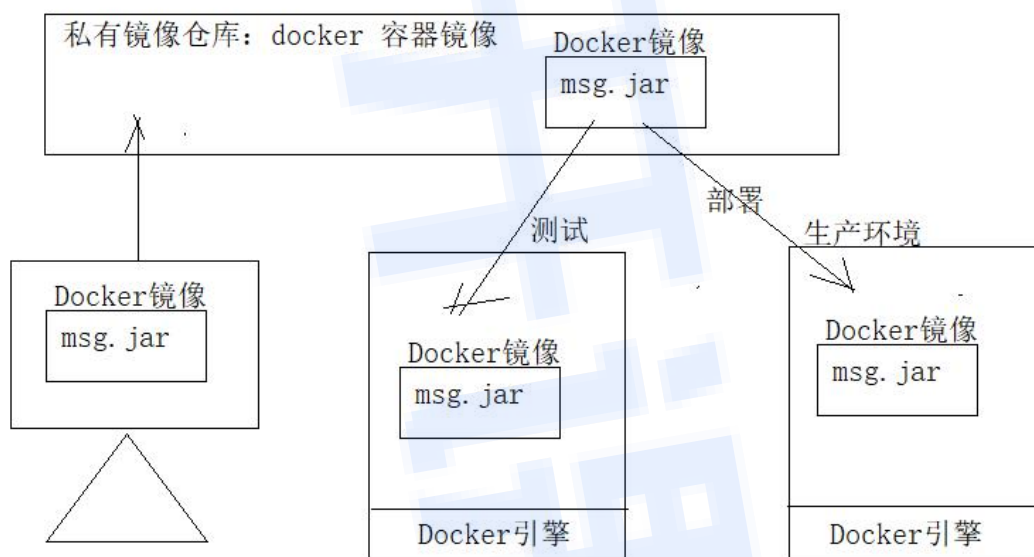 私有镜像仓库：docker 容器镜像
Docker镜像
msg.jar
测试
部署
生产环境
Docker镜像
msg.jar
Docker镜像
msg.jar
Docker镜像
msg.jar
Docker引擎
Docker引擎